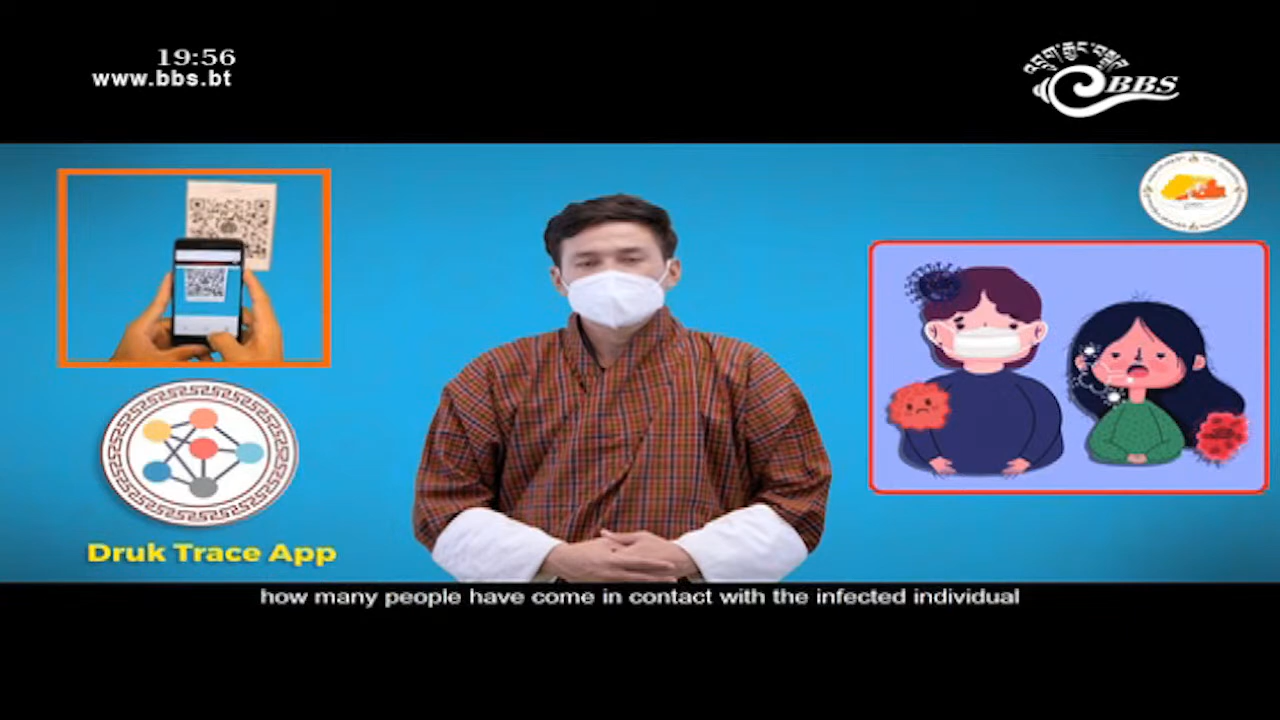 19:56
www.bbs.bt
BBS
Druk Trace App
how many people have come in contact with the infected individual